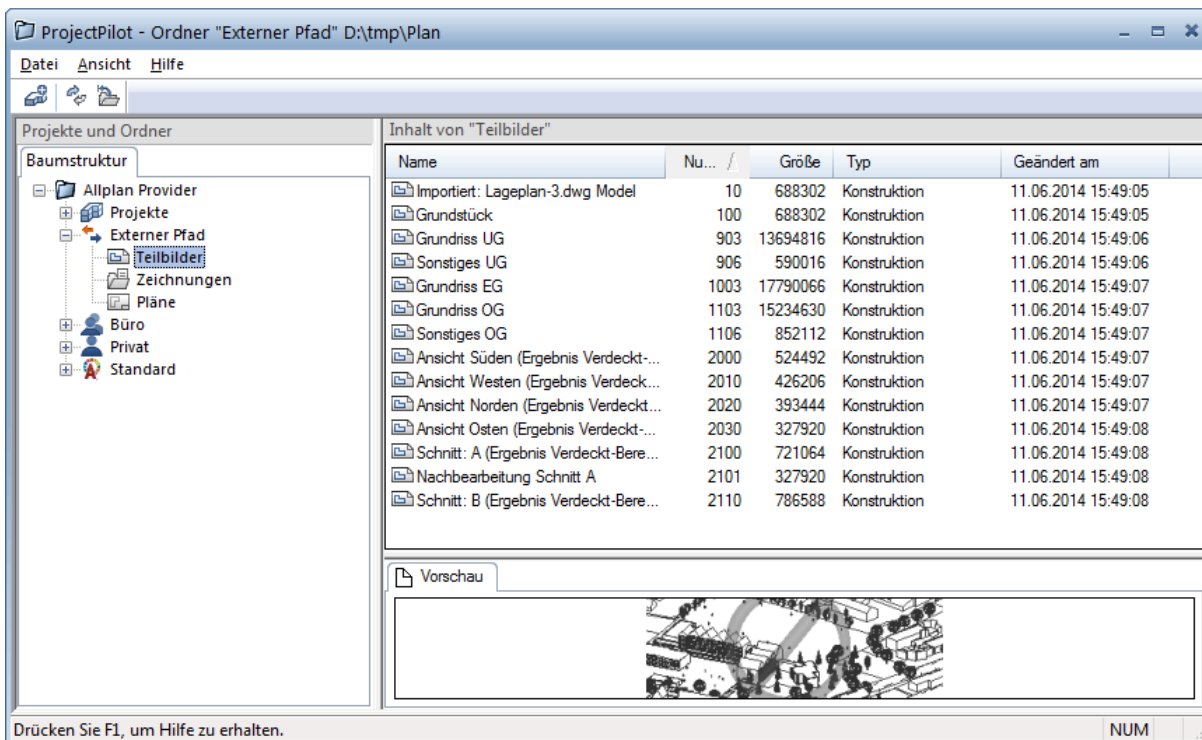 ProjectPilot - Ordner "Externer Pfad" D:\tmp\Plan
Datei Ansicht Hilfe
Projekte und Ordner
Baumstruktur
Allplan Provider
Projekte
Externer Pfad
Teilbilder
Zeichnungen
Pläne
Büro
Privat
Standard
Inhalt von "Teilbilder"
Name Nu... Größe Typ Geändert am
Importiert: Lageplan-3.dwg Model 10 688302 Konstruktion 11.06.2014 15:49:05
Grundstück 100 688302 Konstruktion 11.06.2014 15:49:05
Grundriss UG 903 13694816 Konstruktion 11.06.2014 15:49:06
Sonstiges UG 906 590016 Konstruktion 11.06.2014 15:49:06
Grundriss EG 1003 17790066 Konstruktion 11.06.2014 15:49:07
Grundriss OG 1103 15234630 Konstruktion 11.06.2014 15:49:07
Sonstiges OG 1106 852112 Konstruktion 11.06.2014 15:49:07
Ansicht Süden (Ergebnis Verdeckt-... 2000 524492 Konstruktion 11.06.2014 15:49:07
Ansicht Westen (Ergebnis Verdeck... 2010 426206 Konstruktion 11.06.2014 15:49:07
Ansicht Norden (Ergebnis Verdeckt... 2020 393444 Konstruktion 11.06.2014 15:49:07
Ansicht Osten (Ergebnis Verdeckt-... 2030 327920 Konstruktion 11.06.2014 15:49:08
Schnitt: A (Ergebnis Verdeckt-Bere... 2100 721064 Konstruktion 11.06.2014 15:49:08
Nachbearbeitung Schnitt A 2101 327920 Konstruktion 11.06.2014 15:49:08
Schnitt: B (Ergebnis Verdeckt-Bere... 2110 786588 Konstruktion 11.06.2014 15:49:08
Vorschau
Drücken Sie F1, um Hilfe zu erhalten. NUM